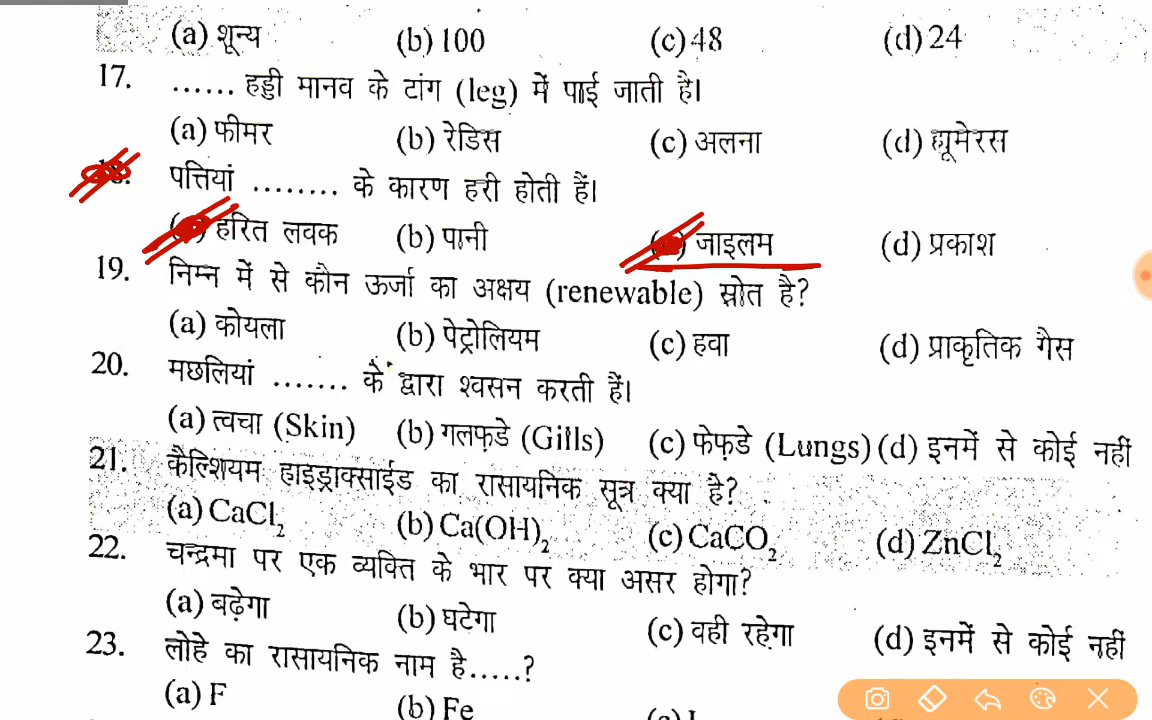 (a) शून्य (b) 100 (c) 48 (d) 24
17. ...... हड्डी मानव के टांग (leg) में पाई जाती है।
(a) फीमर (b) रेडिस (c) अलना (d) ह्यूमेरस
18. पत्तियां ........ के कारण हरी होती हैं।
हरित लवक (b) पानी जाइलम (d) प्रकाश
19. निम्न में से कौन ऊर्जा का अक्षय (renewable) स्रोत है?
(a) कोयला (b) पेट्रोलियम (c) हवा (d) प्राकृतिक गैस
20. मछलियां ....... के द्वारा श्वसन करती हैं।
(a) त्वचा (Skin) (b) गलफ़डे (Gills) (c) फेफ़डे (Lungs) (d) इनमें से कोई नहीं
21. कैल्शियम हाइड्राक्साईड का रासायनिक सूत्र क्या है?
(a) CaCl₂ (b) Ca(OH)₂ (c) CaCO₂ (d) ZnCl₂
22. चन्द्रमा पर एक व्यक्ति के भार पर क्या असर होगा?
(a) बढ़ेगा (b) घटेगा (c) वही रहेगा (d) इनमें से कोई नहीं
23. लोहे का रासायनिक नाम है.....?
(a) F (b) Fe